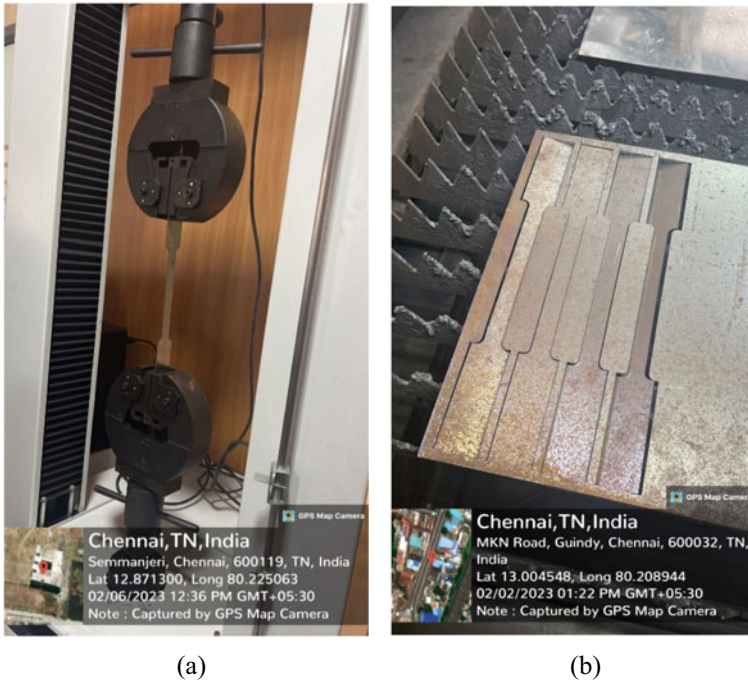 GPS Map Camera
Chennai,TN,India
Semmanjeri, Chennai, 600119, TN, India
Lat 12.871300, Long 80.225063
02/06/2023 12:36 PM GMT+05:30
Note : Captured by GPS Map Camera
(a)
GPS Map Camera
Chennai,TN,India
MKN Road, Guindy, Chennai, 600032, TN,
India
Lat 13.004548, Long 80.208944
02/02/2023 01:22 PM GMT+05:30
Note : Captured by GPS Map Camera
(b)